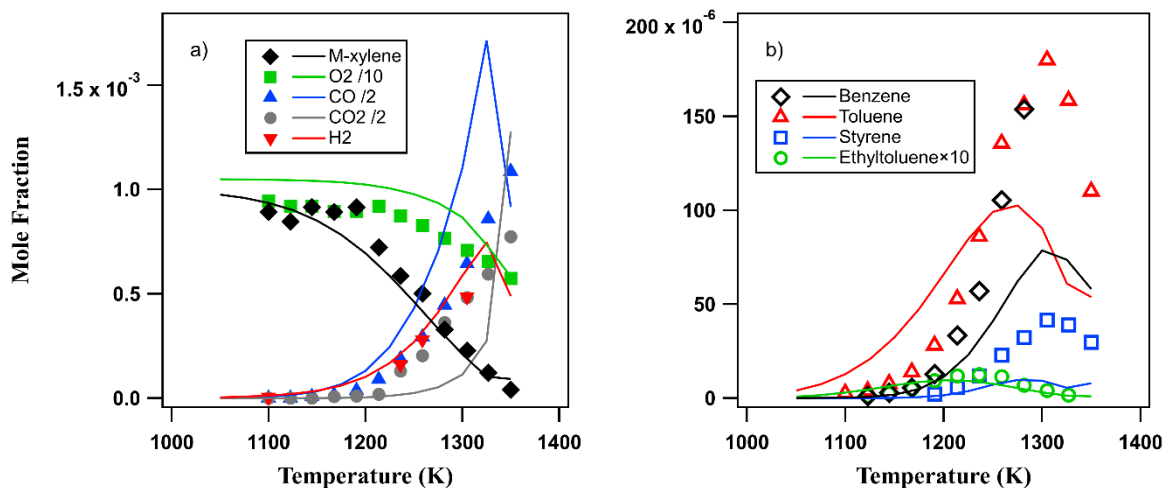 a)
M-xylene
O2 /10
CO /2
CO2 /2
H2
1.5 x 10
-3
1.0
0.5
0.0
1000
1100
1200
1300
1400
Mole Fraction
Temperature (K)
b)
Benzene
Toluene
Styrene
Ethyltoluene×10
200 x 10
-6
150
100
50
0
1000
1100
1200
1300
1400
Temperature (K)